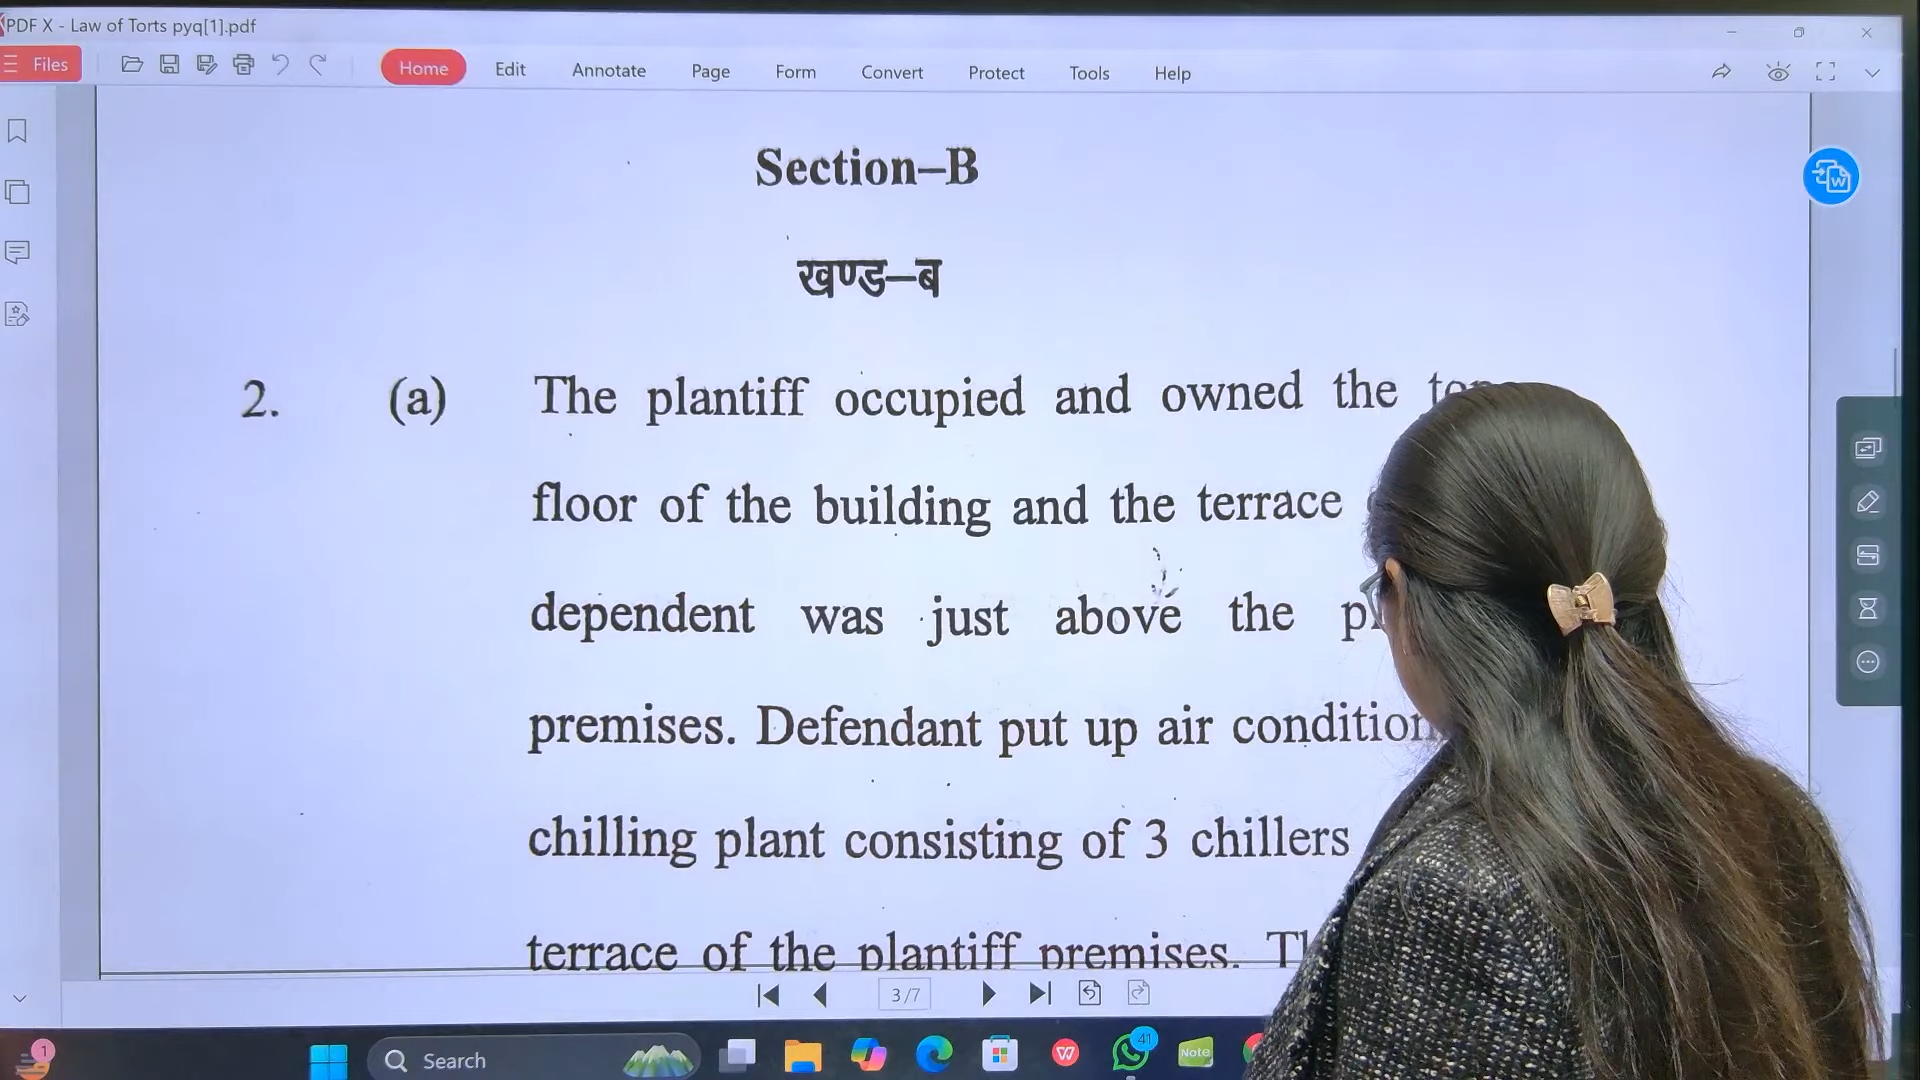 PDF X - Law of Torts pyq[1].pdf
Files
Home Edit Annotate Page Form Convert Protect Tools Help
Section–B
खण्ड–ब
2. (a) The plantiff occupied and owned the
floor of the building and the terrace
dependent was just above the
premises. Defendant put up air
chilling plant consisting of 3 chillers
terrace of the plantiff premises.
3/7
1
Search
41
Note